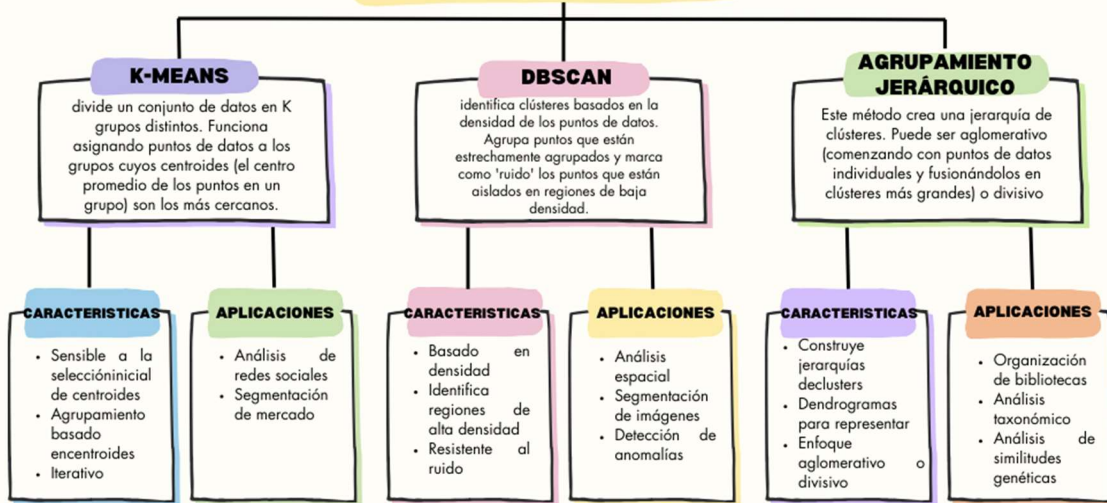 K-MEANS
divide un conjunto de datos en K
grupos distintos. Funciona
asignando puntos de datos a los
grupos cuyos centroides (el centro
promedio de los puntos en un
grupo) son los más cercanos.
DBSCAN
identifica clústeres basados en la
densidad de los puntos de datos.
Agrupa puntos que están
estrechamente agrupados y marca
como 'ruido' los puntos que están
aislados en regiones de baja
densidad.
AGRUPAMIENTO
JERÁRQUICO
Este método crea una jerarquía de
clústeres. Puede ser aglomerativo
(comenzando con puntos de datos
individuales y fusionándolos en
clústeres más grandes) o divisivo
CARACTERISTICAS
• Sensible a la
seleccióninicial
de centroides
• Agrupamiento
basado
encentroides
• Iterativo
APLICACIONES
• Análisis de
redes sociales
• Segmentación
de mercado
CARACTERISTICAS
• Basado en
densidad
• Identifica
regiones de
alta densidad
• Resistente al
ruido
APLICACIONES
• Análisis
espacial
• Segmentación
de imágenes
• Detección de
anomalías
CARACTERISTICAS
• Construye
jerarquías
declusters
• Dendrogramas
para representar
• Enfoque
aglomerativo o
divisivo
APLICACIONES
• Organización
de bibliotecas
• Análisis
taxonómico
• Análisis de
similitudes
genéticas